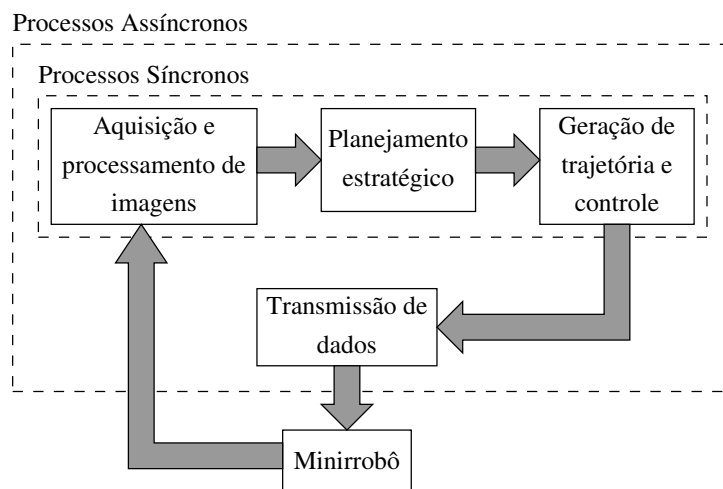 Processos Assíncronos
Processos Síncronos
Aquisição e
processamento de
imagens
Planejamento
estratégico
Geração de
trajetória e
controle
Transmissão de
dados
Minirrobô